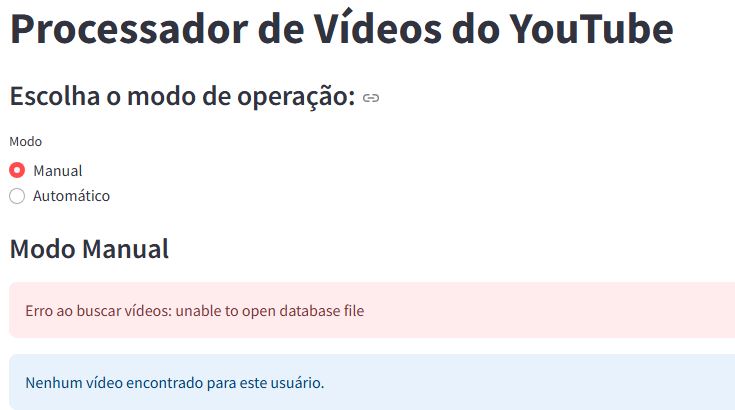 Processador de Vídeos do YouTube
Escolha o modo de operação:
Modo
Manual
Automático
Modo Manual
Erro ao buscar vídeos: unable to open database file
Nenhum vídeo encontrado para este usuário.